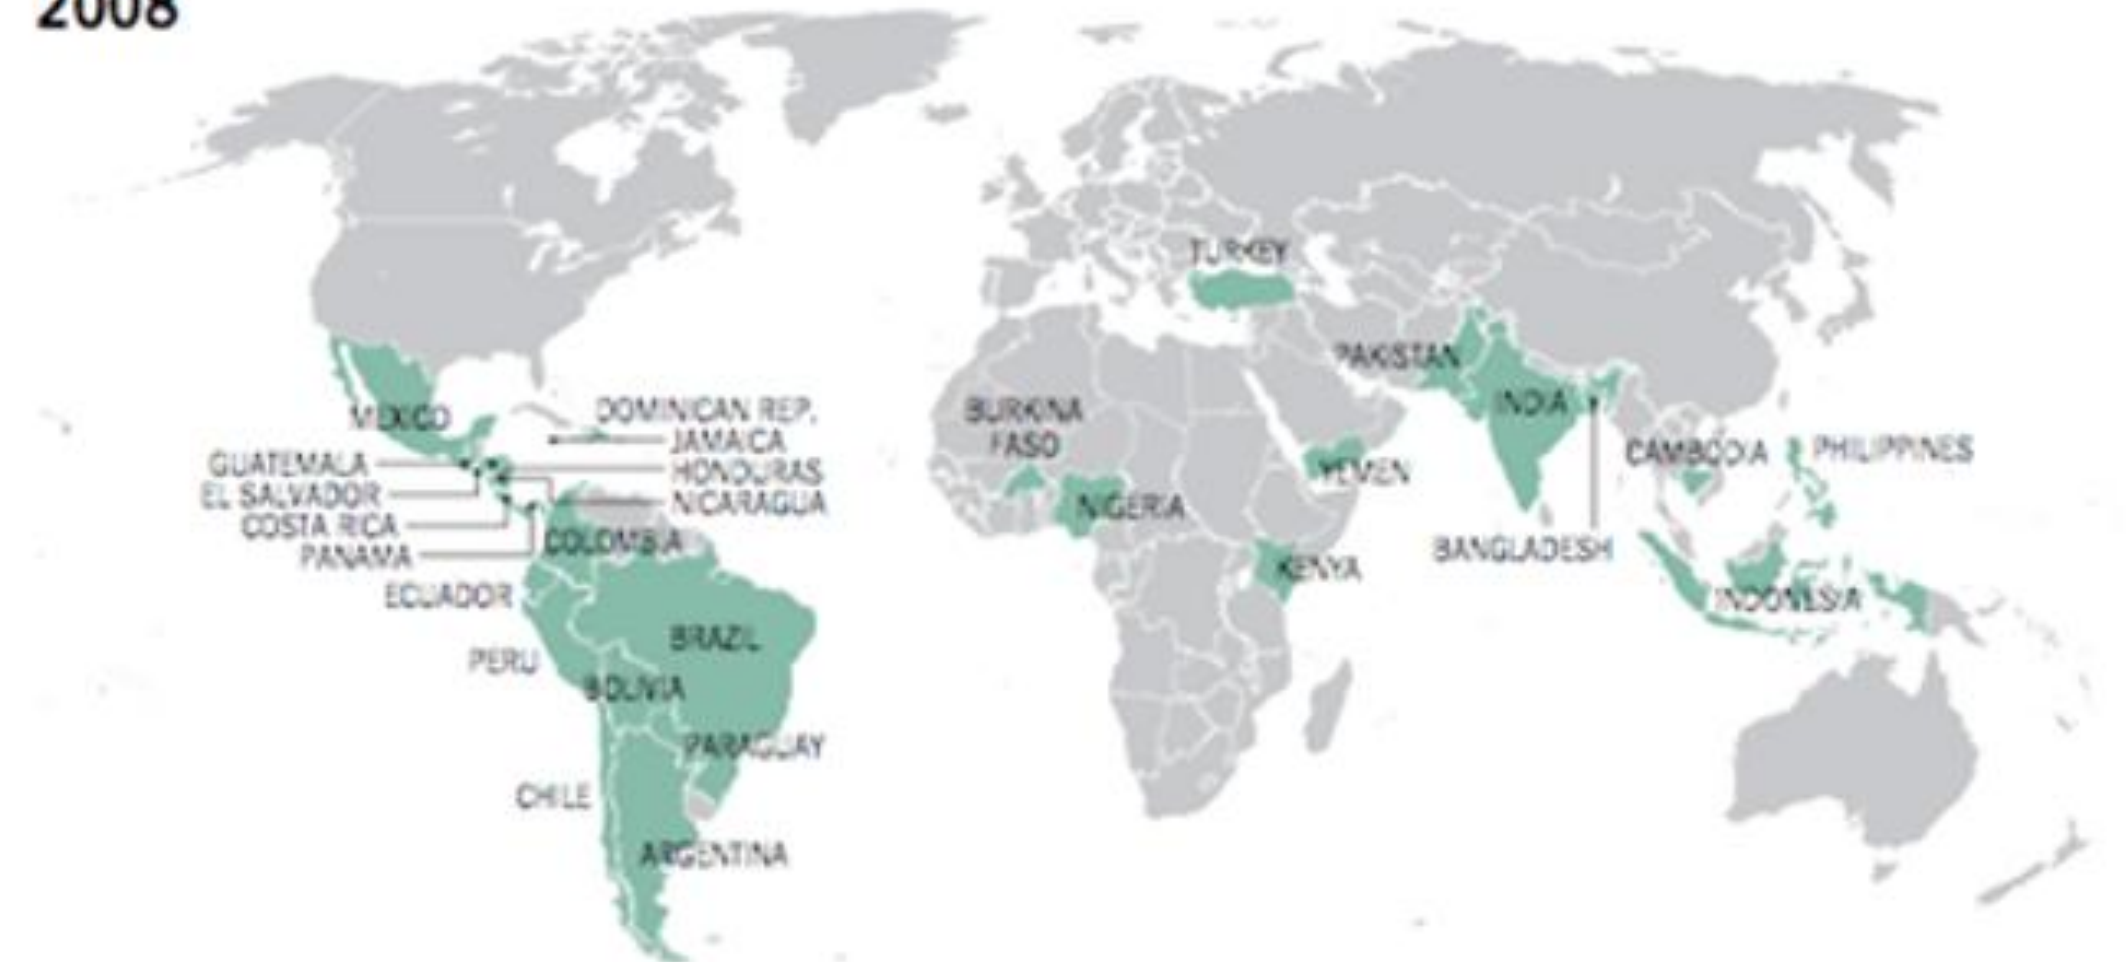 2008
TURKEY
PAKISTAN
MEXICO
DOMINICAN REP.
BURKINA
FASO
INDIA
JAMAICA
GUATEMALA
HONDURAS
CAMBODIA
PHILIPPINES
YEMEN
EL SALVADOR
NICARAGUA
NIGERIA
COSTA RICA
COLOMBIA
BANGLADESH
PANAMA
KENYA
ECUADOR
INDONESIA
BRAZIL
PERU
BOLIVIA
PARAGUAY
CHILE
ARGENTINA